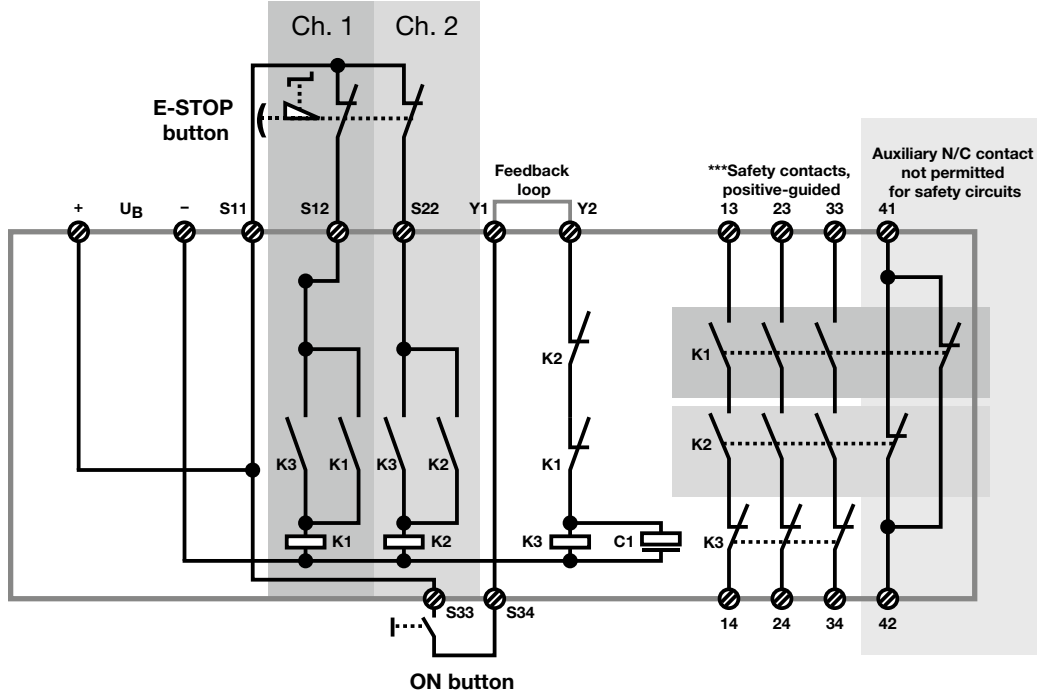 Ch. 1 Ch. 2
E-STOP
button
Auxiliary N/C contact
not permitted
for safety circuits
Feedback
loop
***Safety contacts,
positive-guided
+ UB – S11 S12 S22 Y1 Y2 13 23 33 41
K2
K1
K3 K1 K3 K2 K1 K2
K1 K2 K3 C1 K3
S33 S34 14 24 34 42
ON button